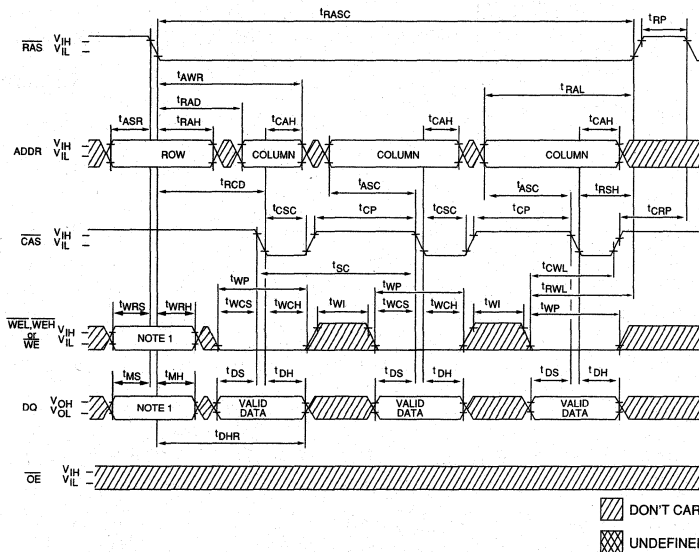 tRASC
tRP
RAS VIH
VIL
tAWR
tRAD
tRAL
tASR
tRAH
tCAH
tCAH
tCAH
ADDR VIH
VIL
ROW
COLUMN
COLUMN
COLUMN
tRCD
tASC
tASC
tRSH
tCSC
tCP
tCSC
tCP
tCRP
CAS VIH
VIL
tSC
tCWL
tWP
tWP
tRWL
tWRS
tWRH
tWCS
tWCH
tWI
tWCS
tWCH
tWI
tWP
WEL,WEH
or
WE
VIH
VIL
NOTE 1
tMS
tMH
tDS
tDH
tDS
tDH
tDS
tDH
DQ VOH
VOL
NOTE 1
VALID
DATA
VALID
DATA
VALID
DATA
tDHR
OE VIH
VIL
DON'T CAR
UNDEFINE